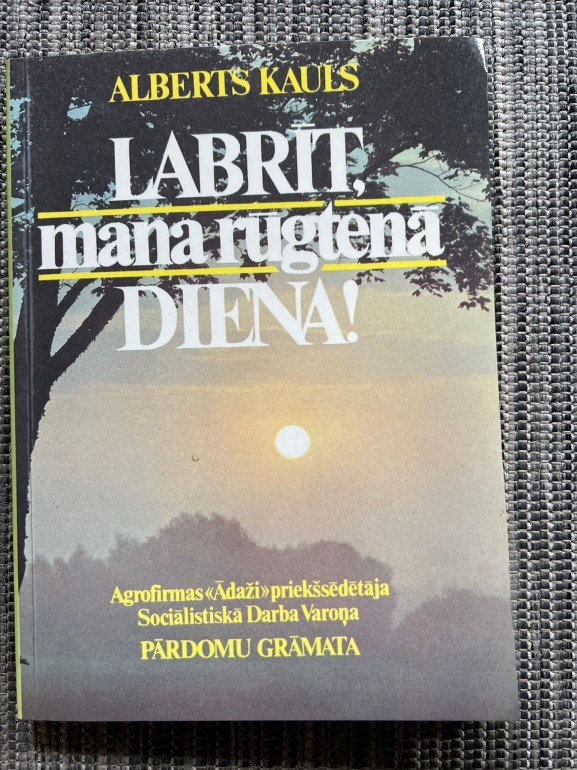 ALBERTS KAULS
LABRĪT,
mana rūgtenā
DIENA!
Agrofirmas «Ādaži» priekšsēdētāja
Sociālistiskā Darba Varoņa
PĀRDOMU GRĀMATA